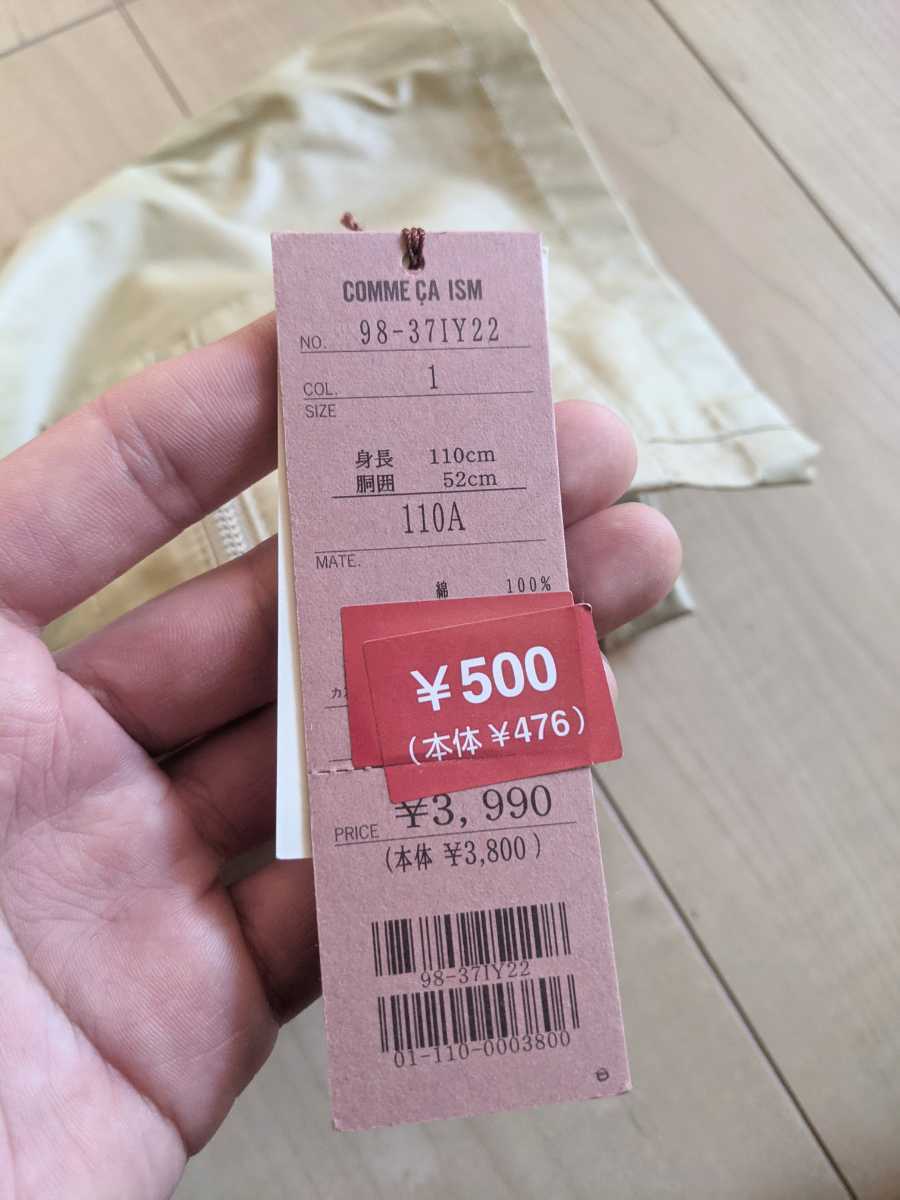 COMME ÇA ISM
NO. 98-37IY22
COL. 1
SIZE
身長 110cm
胴囲 52cm
110A
MATE.
綿 100%
¥500
(本体 ¥476)
¥3,990
PRICE
(本体 ¥3,800)
98-37IY22
01-110-0003800